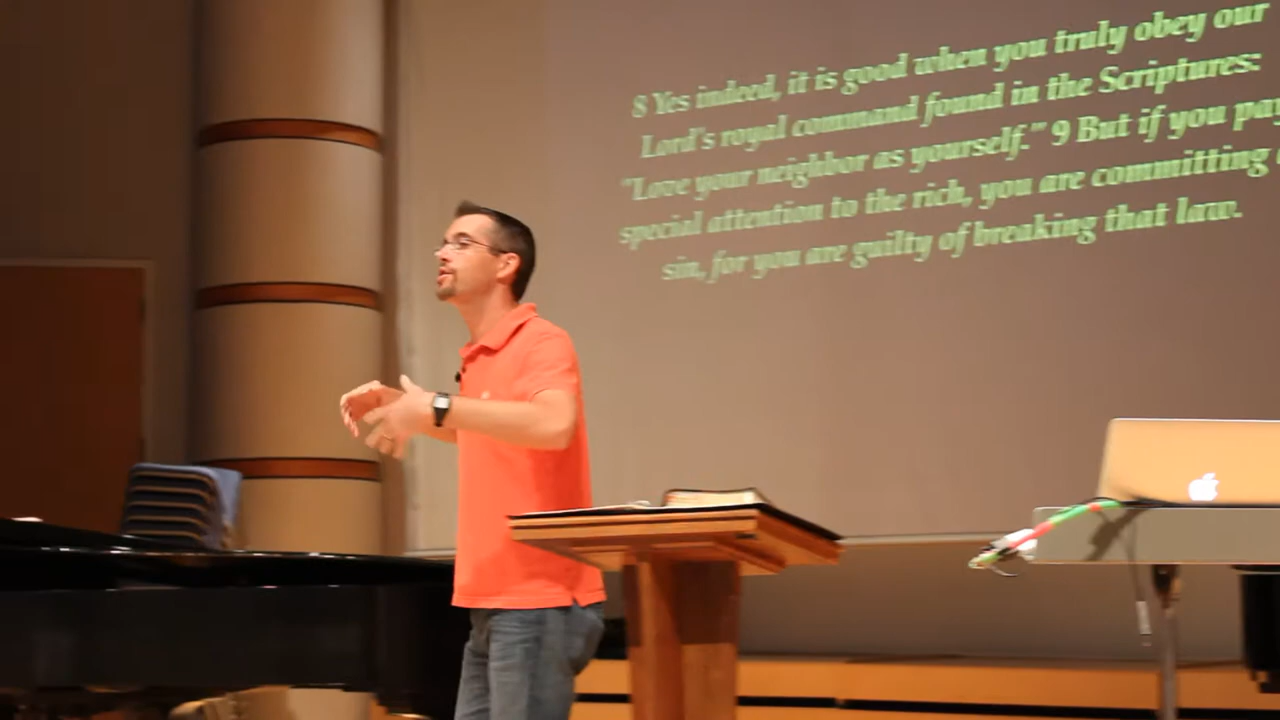 8 Yes indeed, it is good when you truly obey our
Lord's royal command found in the Scriptures:
"Love your neighbor as yourself." 9 But if you pay
special attention to the rich, you are committing
sin, for you are guilty of breaking that law.